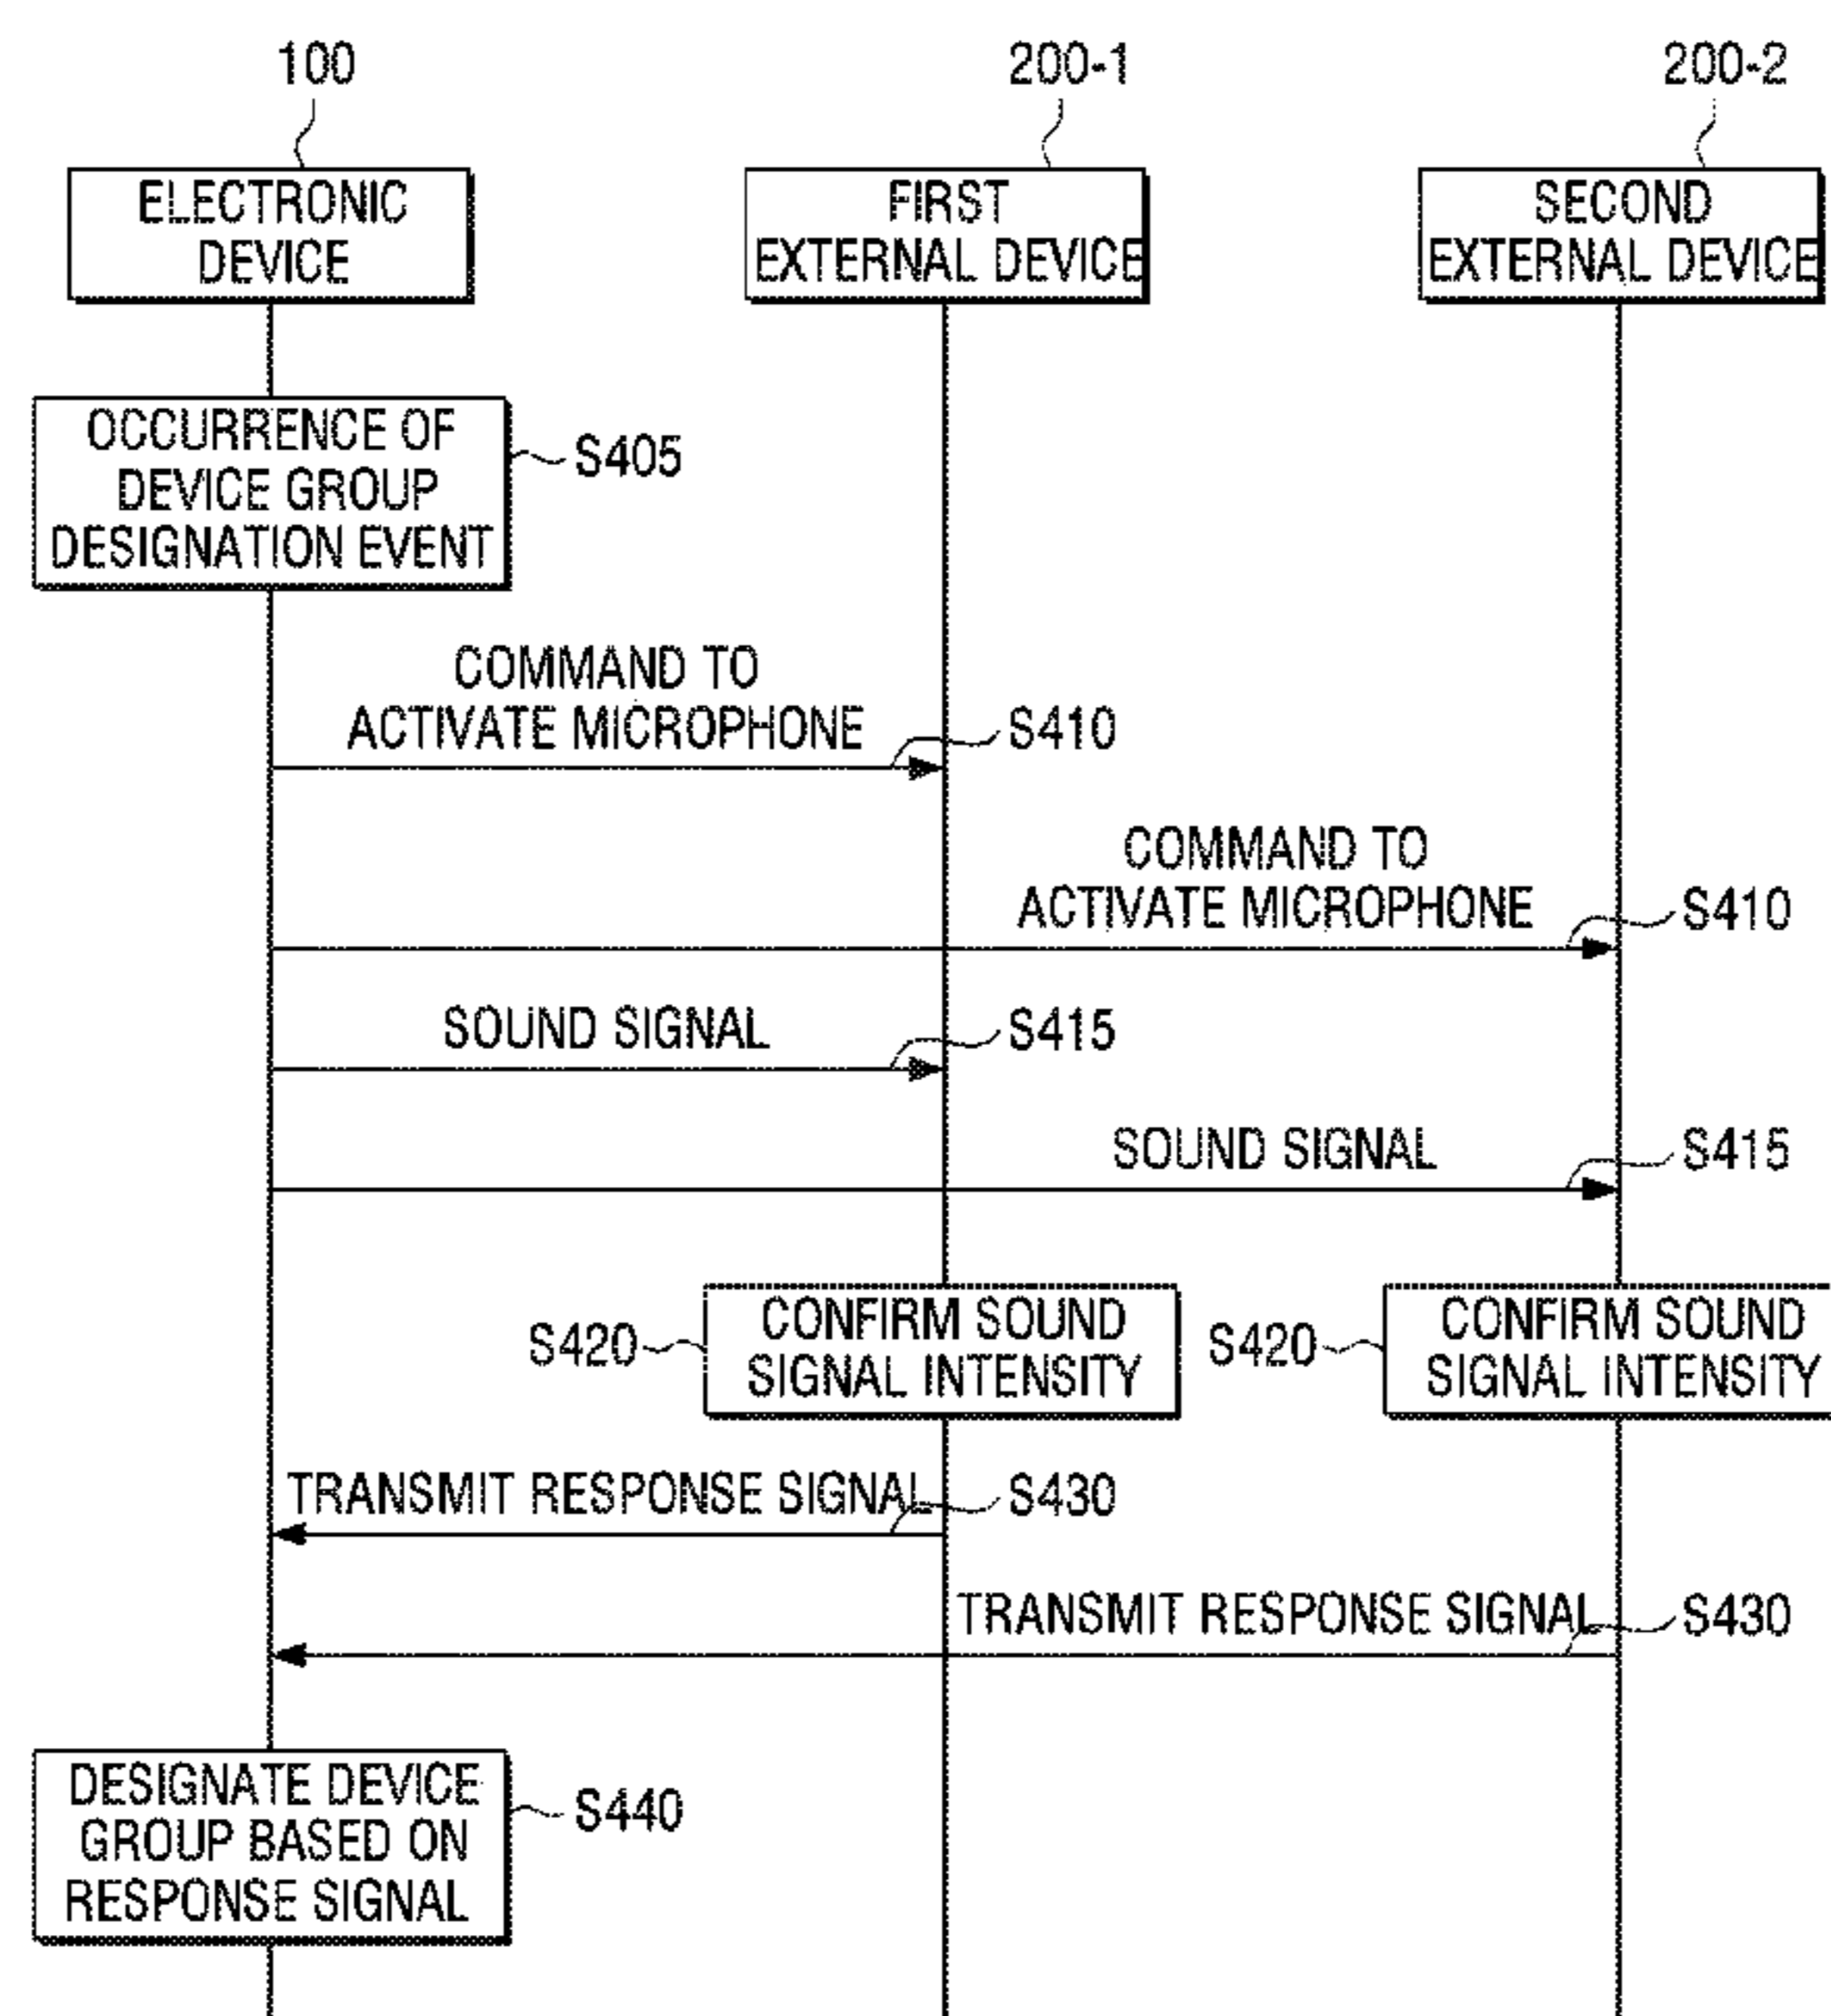 100
200-1
200-2
ELECTRONIC
DEVICE
FIRST
EXTERNAL DEVICE
SECOND
EXTERNAL DEVICE
OCCURRENCE OF
DEVICE GROUP
DESIGNATION EVENT
S405
COMMAND TO
ACTIVATE MICROPHONE
S410
COMMAND TO
ACTIVATE MICROPHONE
S410
SOUND SIGNAL
S415
SOUND SIGNAL
S415
S420
CONFIRM SOUND
SIGNAL INTENSITY
S420
CONFIRM SOUND
SIGNAL INTENSITY
TRANSMIT RESPONSE SIGNAL
S430
TRANSMIT RESPONSE SIGNAL
S430
DESIGNATE DEVICE
GROUP BASED ON
RESPONSE SIGNAL
S440